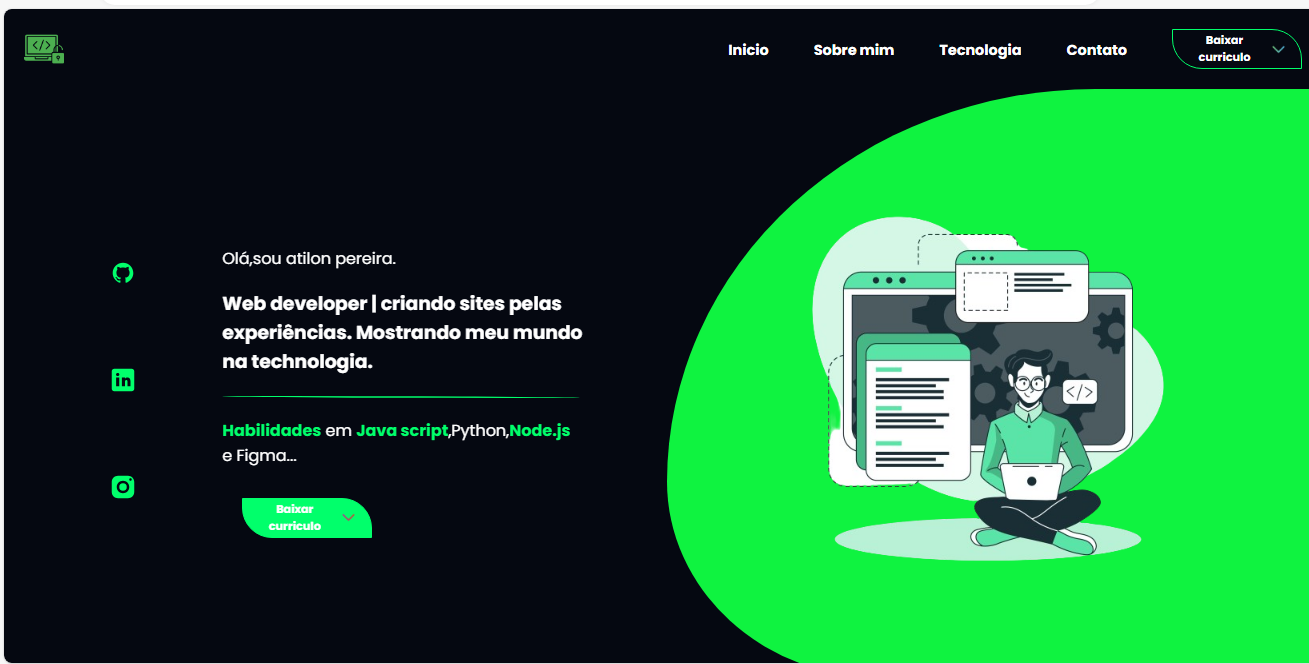 </>
Inicio
Sobre mim
Tecnologia
Contato
Baixar
curriculo
Olá,sou atilon pereira.
Web developer | criando sites pelas
experiências. Mostrando meu mundo
na technologia.
Habilidades em Java script,Python,Node.js
e Figma...
Baixar
curriculo
in
</>